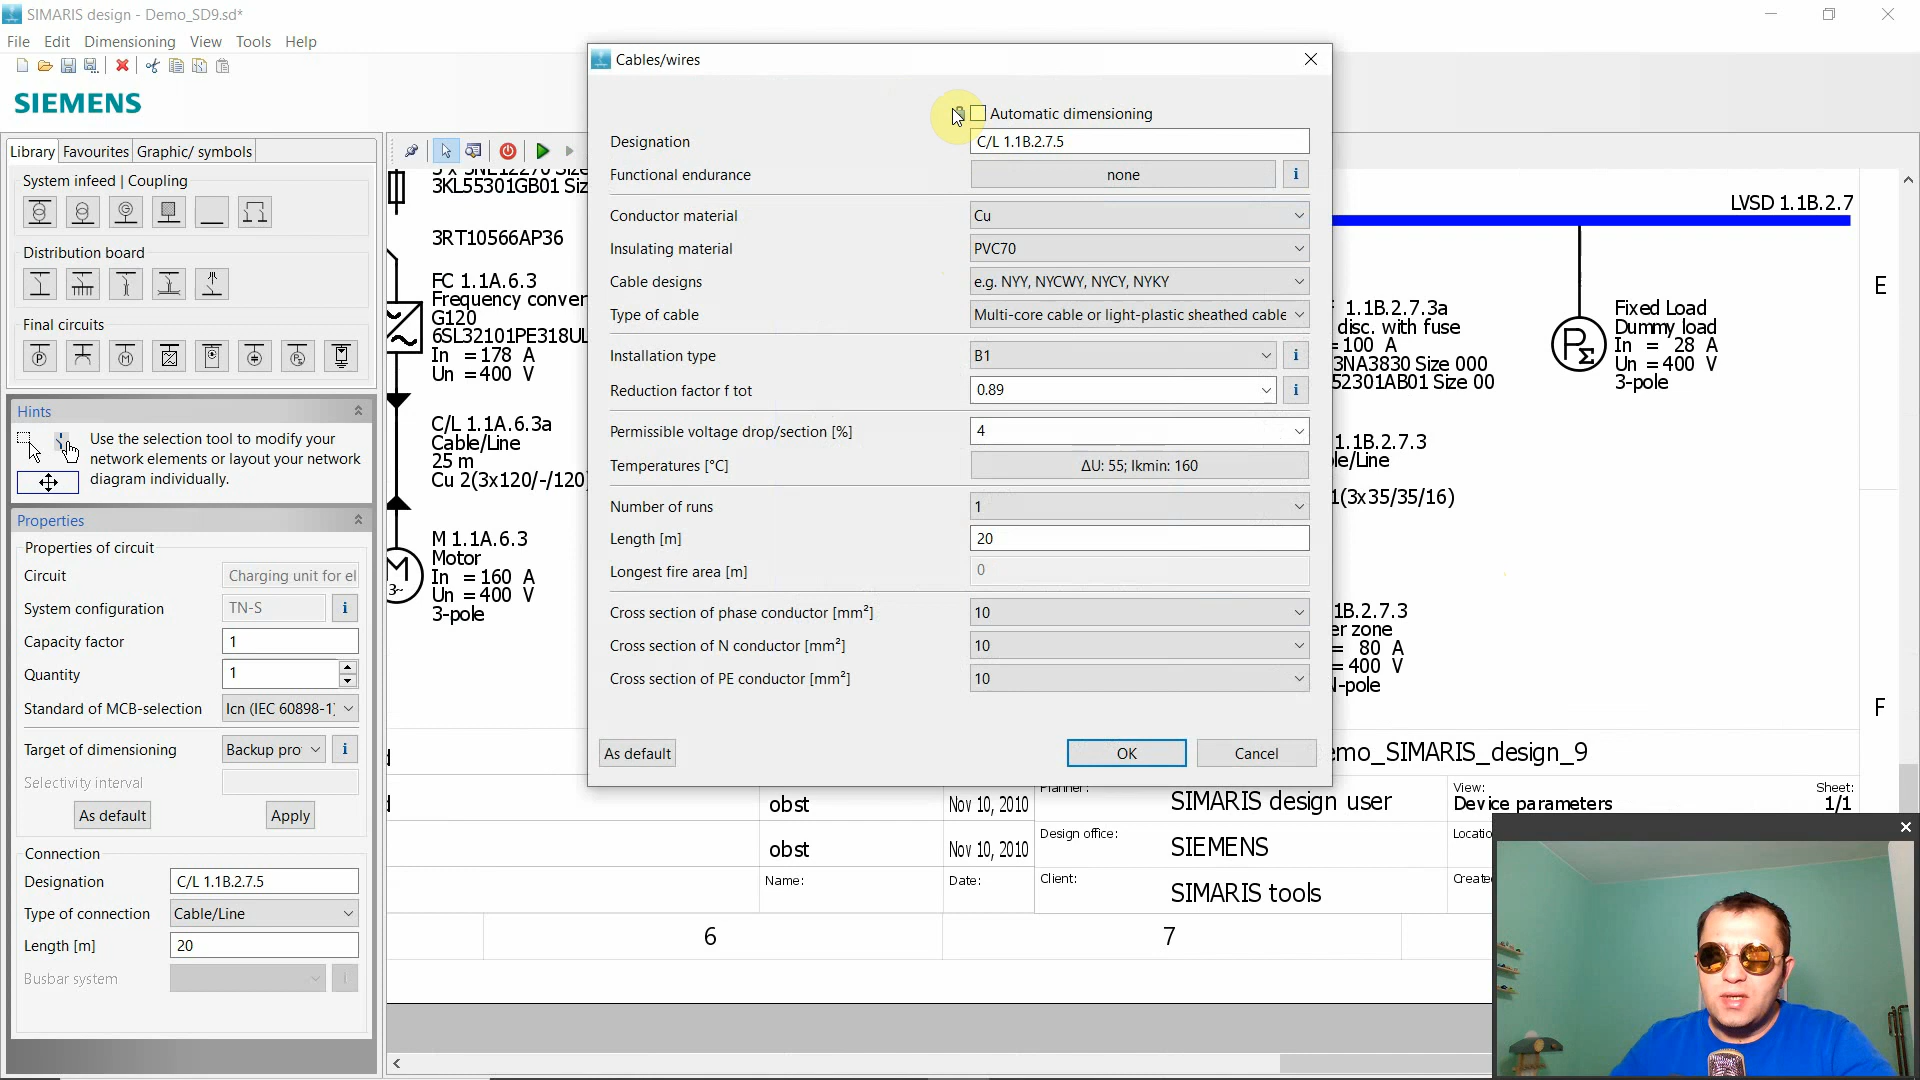 SIMARIS design - Demo_SD9.sd*
File Edit Dimensioning View Tools Help
SIEMENS
Library Favourites Graphic/ symbols
System infeed | Coupling
Distribution board
Final circuits
Hints
Use the selection tool to modify your
network elements or layout your network
diagram individually.
Properties
Properties of circuit
Circuit Charging unit for el
System configuration TN-S i
Capacity factor 1
Quantity 1
Standard of MCB-selection Icn (IEC 60898-1)
Target of dimensioning Backup pro i
Selectivity interval
As default Apply
Connection
Designation C/L 1.1B.2.7.5
Type of connection Cable/Line
Length [m] 20
Busbar system i
3KL55301GB01 Siz
3RT10566AP36
FC 1.1A.6.3
Frequency conver
G120
6SL32101PE318UL
In = 178 A
Un = 400 V
C/L 1.1A.6.3a
Cable/Line
25 m
Cu 2(3x120/-/120
M
3~
M 1.1A.6.3
Motor
In = 160 A
Un = 400 V
3-pole
Cables/wires
Automatic dimensioning
Designation C/L 1.1B.2.7.5
Functional endurance none i
Conductor material Cu
Insulating material PVC70
Cable designs e.g. NYY, NYCWY, NYCY, NYKY
Type of cable Multi-core cable or light-plastic sheathed cable
Installation type B1 i
Reduction factor f tot 0.89 i
Permissible voltage drop/section [%] 4
Temperatures [°C] ΔU: 55; Ikmin: 160
Number of runs 1
Length [m] 20
Longest fire area [m] 0
Cross section of phase conductor [mm²] 10
Cross section of N conductor [mm²] 10
Cross section of PE conductor [mm²] 10
As default OK Cancel
LVSD 1.1B.2.7
E
1.1B.2.7.3a
disc. with fuse
= 100 A
3NA3830 Size 000
52301AB01 Size 00
PΣ
Fixed Load
Dummy load
In = 28 A
Un = 400 V
3-pole
1.1B.2.7.3
le/Line
1(3x35/35/16)
1B.2.7.3
er zone
= 80 A
= 400 V
N-pole
F
emo_SIMARIS_design_9
obst Nov 10, 2010
Planner: SIMARIS design user
View:
Device parameters
Sheet:
1/1
obst Nov 10, 2010
Design office: SIEMENS
Locatio
Name: Date:
Client: SIMARIS tools
Create
6 7